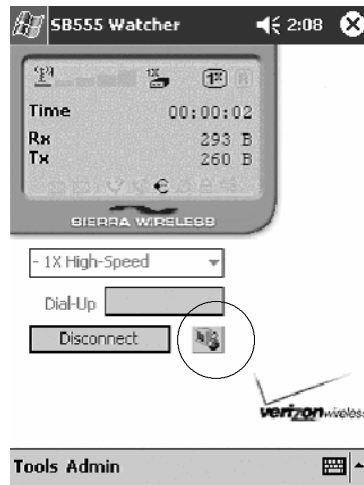 SB555 Watcher 2:08
1X 1X R
Time 00:00:02
Rx 293 B
Tx 260 B
SIERRA WIRELESS
- 1X High-Speed
Dial-Up
Disconnect
verizonwireless
Tools Admin